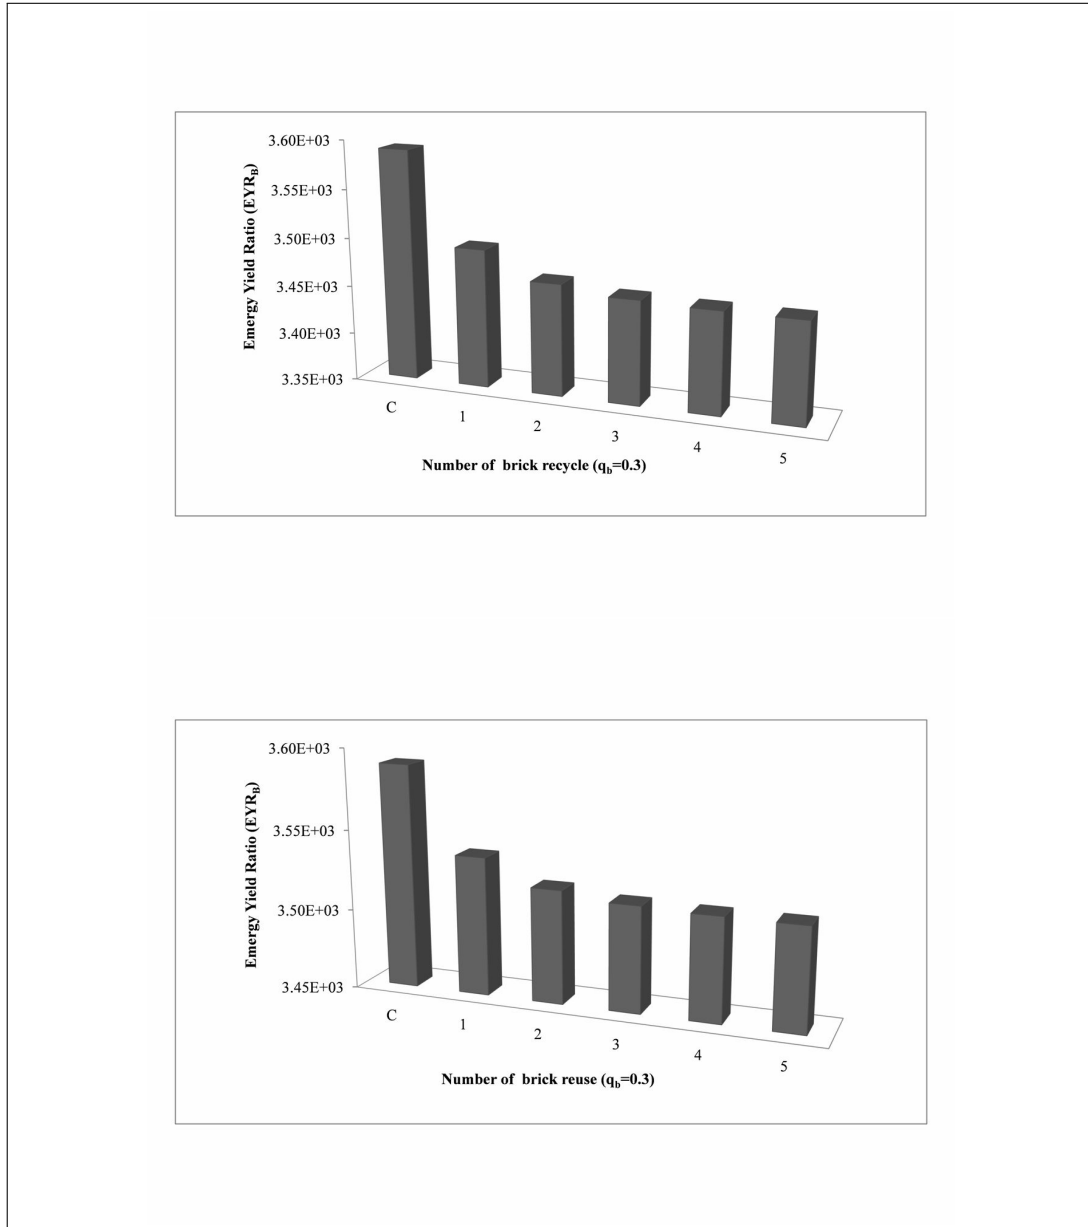 3.60E+03
3.55E+03
3.50E+03
3.45E+03
3.40E+03
3.35E+03
Emergy Yield Ratio (EYR_B)
C 1 2 3 4 5
Number of brick recycle (q_b=0.3)
3.60E+03
3.55E+03
3.50E+03
3.45E+03
Emergy Yield Ratio (EYR_B)
C 1 2 3 4 5
Number of brick reuse (q_b=0.3)